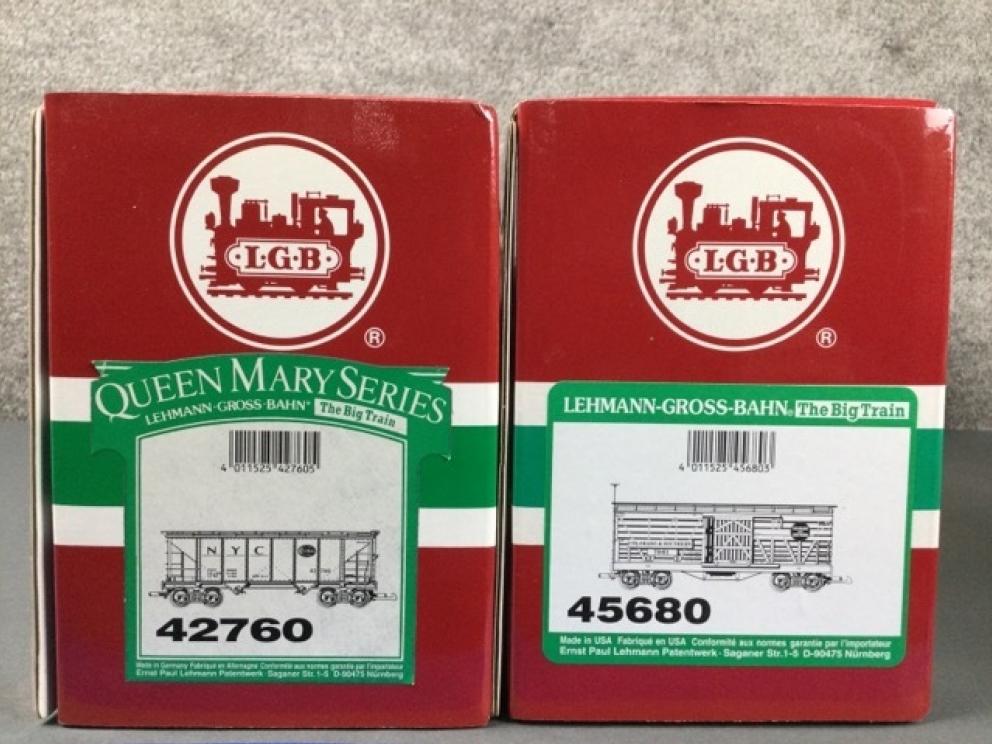 L·G·B
®
QUEEN MARY SERIES
LEHMANN-GROSS-BAHN® The Big Train
4 011525 427605
NYC
42760
Made in Germany Fabriqué en Allemagne Conformité aux normes garantie par l'importateur
Ernst Paul Lehmann Patentwerk · Saganer Str. 1-5 D-90475 Nürnberg
L·G·B
®
LEHMANN-GROSS-BAHN® The Big Train
4 011525 456803
COLORADO & SOUTHERN
45680
Made in USA Fabriqué en USA Conformité aux normes garantie par l'importateur
Ernst Paul Lehmann Patentwerk · Saganer Str.1-5 D-90475 Nürnberg